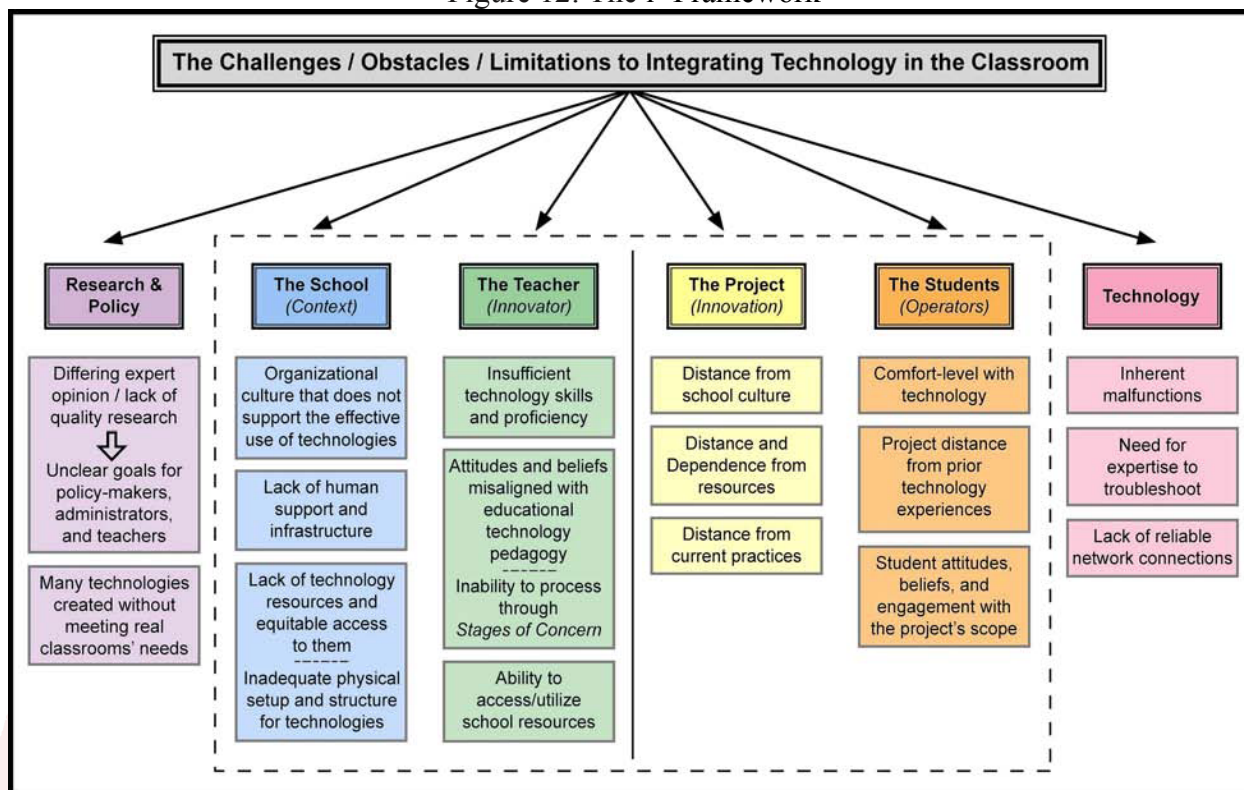 Figure 12: The i⁵ Framework
The Challenges / Obstacles / Limitations to Integrating Technology in the Classroom
Research &
Policy
Differing expert
opinion / lack of
quality research
Unclear goals for
policy-makers,
administrators,
and teachers
Many technologies
created without
meeting real
classrooms’ needs
The School
(Context)
Organizational
culture that does not
support the effective
use of technologies
Lack of human
support and
infrastructure
Lack of technology
resources and
equitable access
to them
Inadequate physical
setup and structure
for technologies
The Teacher
(Innovator)
Insufficient
technology skills
and proficiency
Attitudes and beliefs
misaligned with
educational
technology
pedagogy
Inability to process
through
Stages of Concern
Ability to
access/utilize
school resources
The Project
(Innovation)
Distance from
school culture
Distance and
Dependence from
resources
Distance from
current practices
The Students
(Operators)
Comfort-level with
technology
Project distance
from prior
technology
experiences
Student attitudes,
beliefs, and
engagement with
the project’s scope
Technology
Inherent
malfunctions
Need for
expertise to
troubleshoot
Lack of reliable
network connections